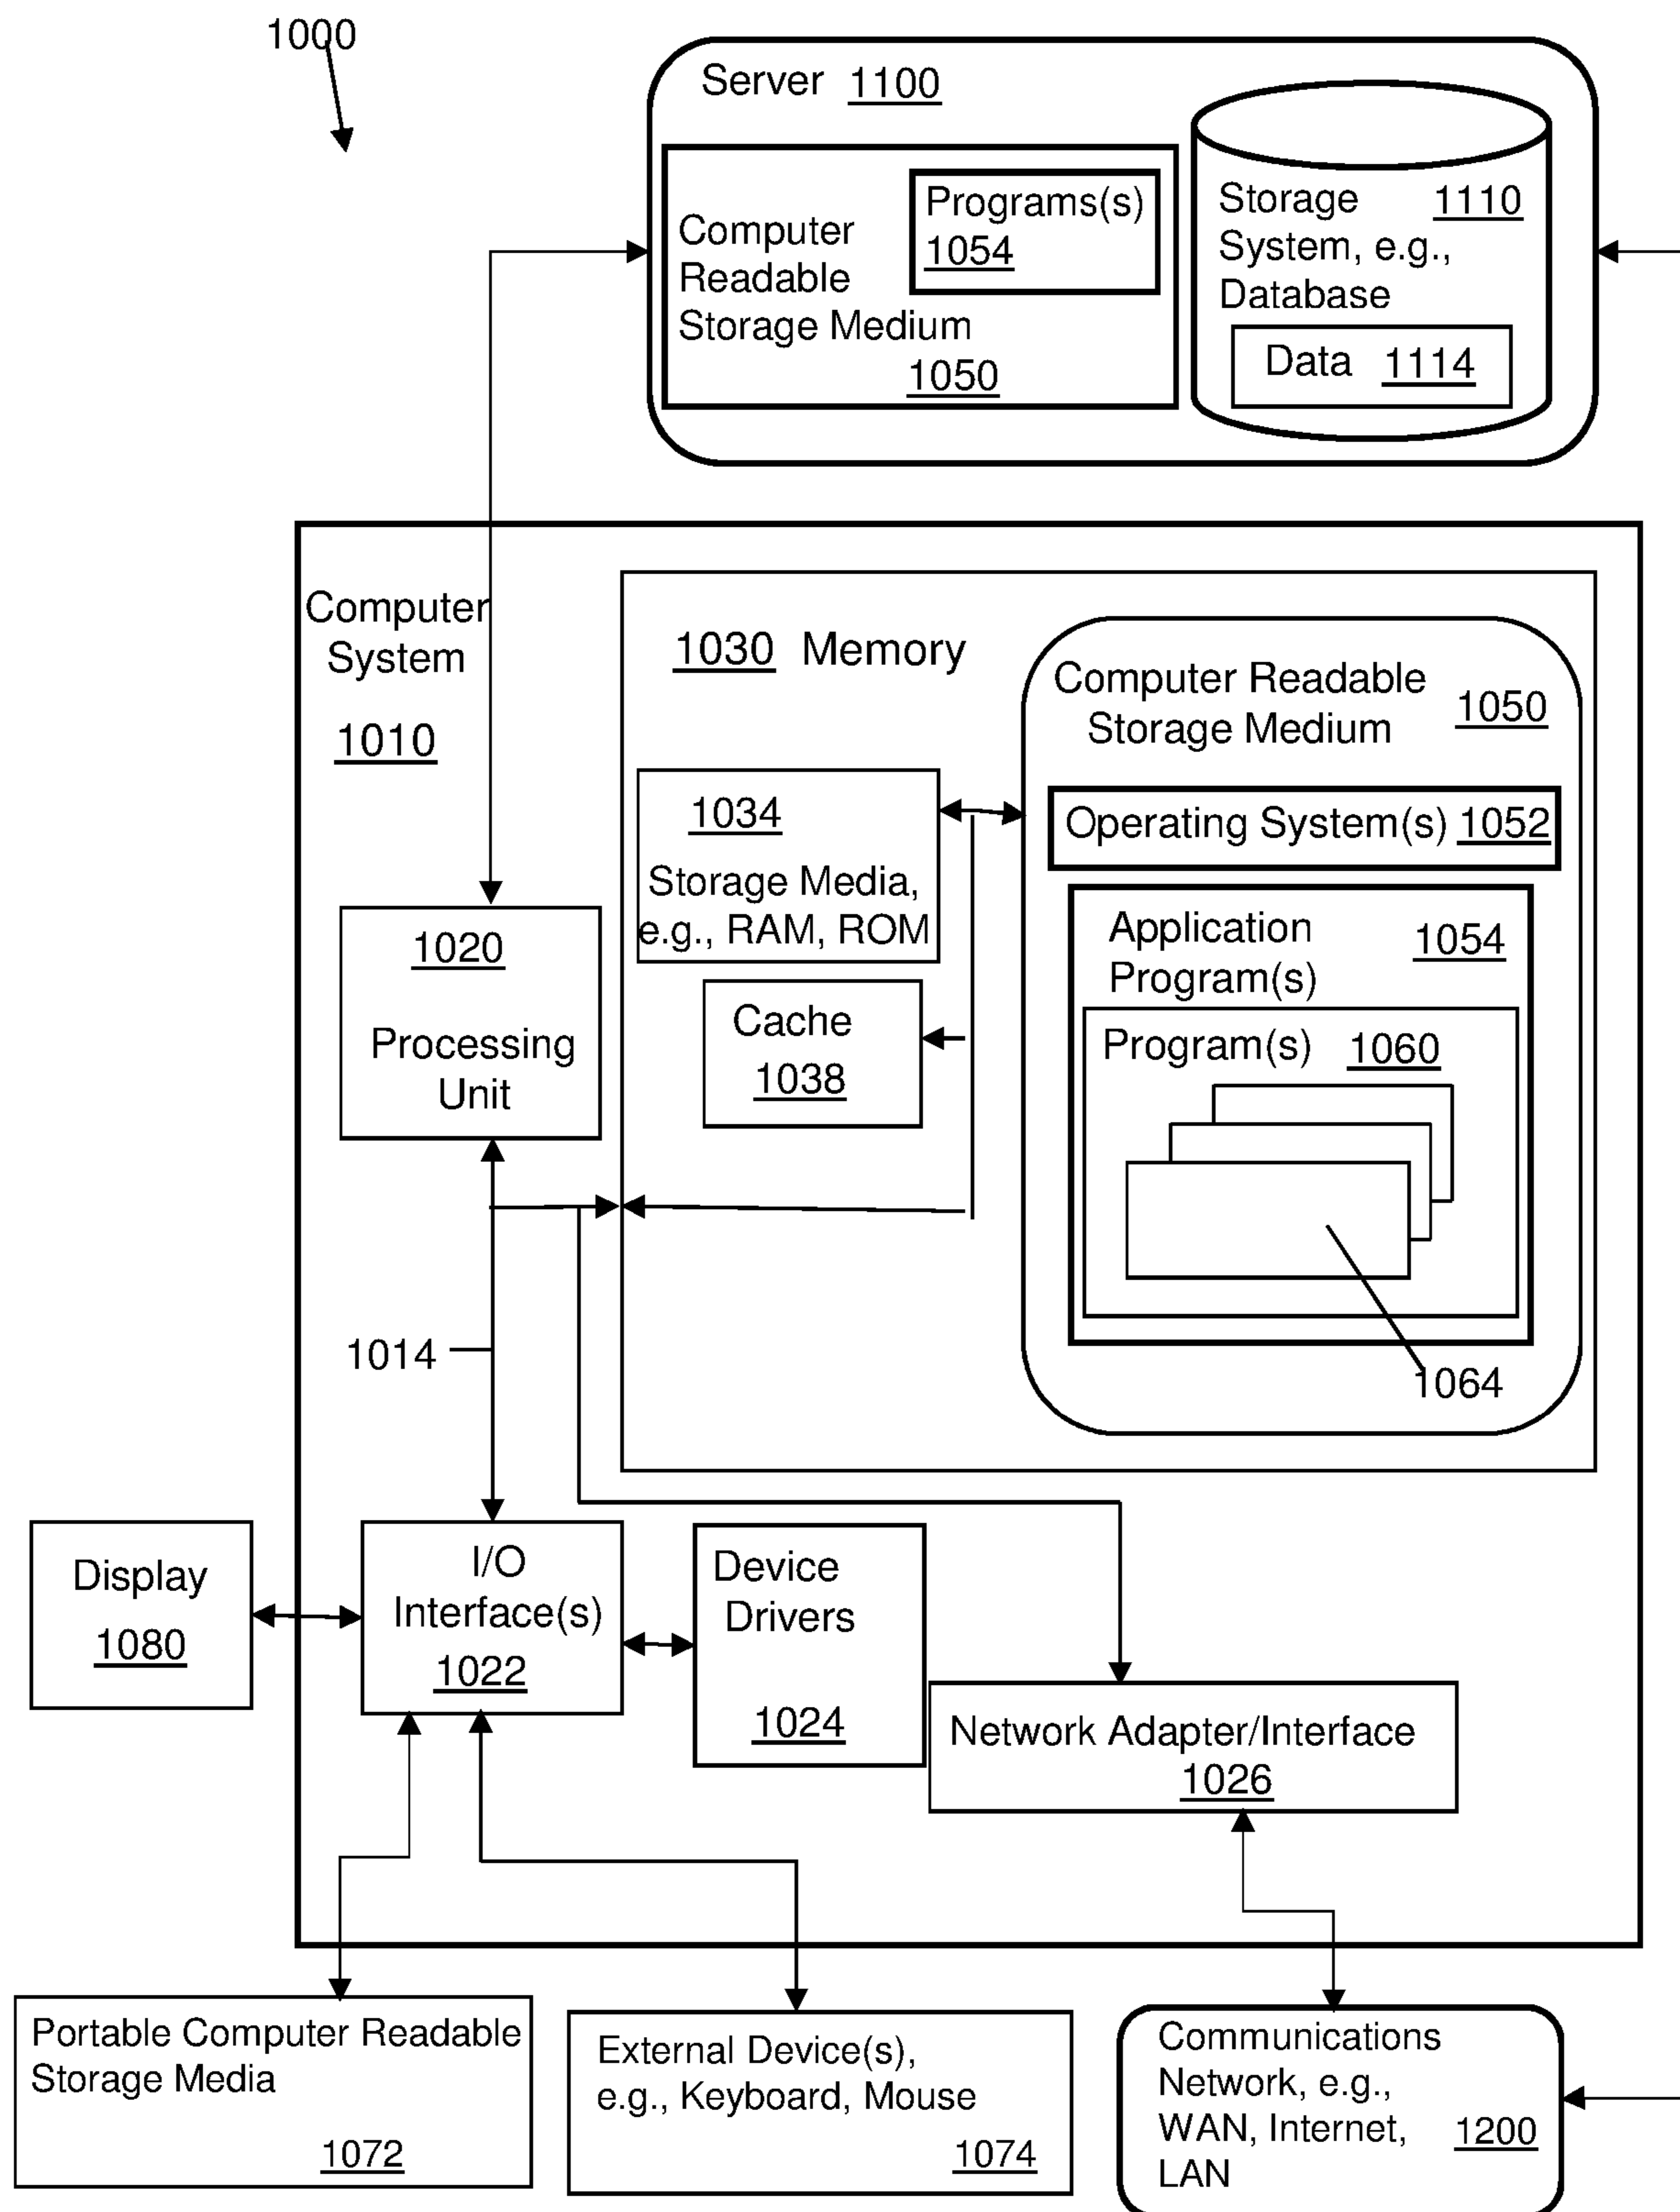 1000
Server 1100
Computer
Readable
Storage Medium
1050
Programs(s)
1054
Storage 1110
System, e.g.,
Database
Data 1114
Computer
System
1010
1030 Memory
Computer Readable
Storage Medium
1050
1034
Storage Media,
e.g., RAM, ROM
Operating System(s) 1052
1020
Processing
Unit
Cache
1038
Application
Program(s)
1054
Program(s) 1060
1064
1014
Display
1080
I/O
Interface(s)
1022
Device
Drivers
1024
Network Adapter/Interface
1026
Portable Computer Readable
Storage Media
1072
External Device(s),
e.g., Keyboard, Mouse
1074
Communications
Network, e.g.,
WAN, Internet,
LAN
1200